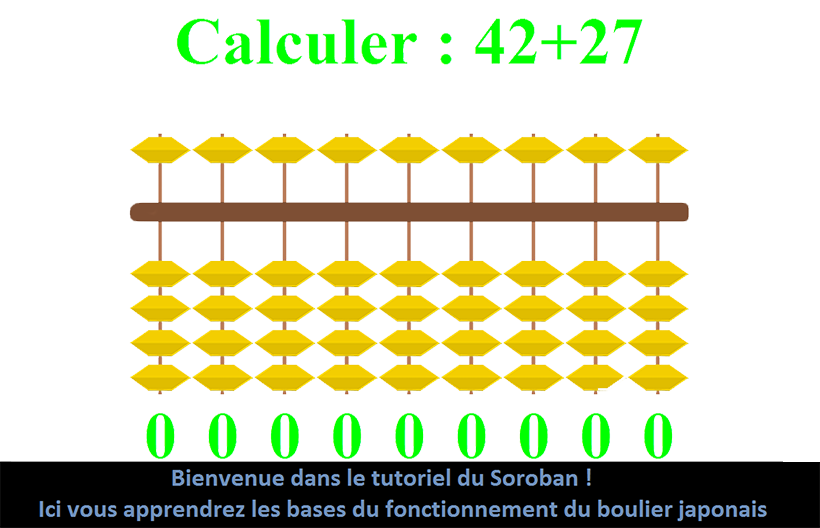 Calculer : 42+27
0 0 0 0 0 0 0 0 0
Bienvenue dans le tutoriel du Soroban !
Ici vous apprendrez les bases du fonctionnement du boulier japonais